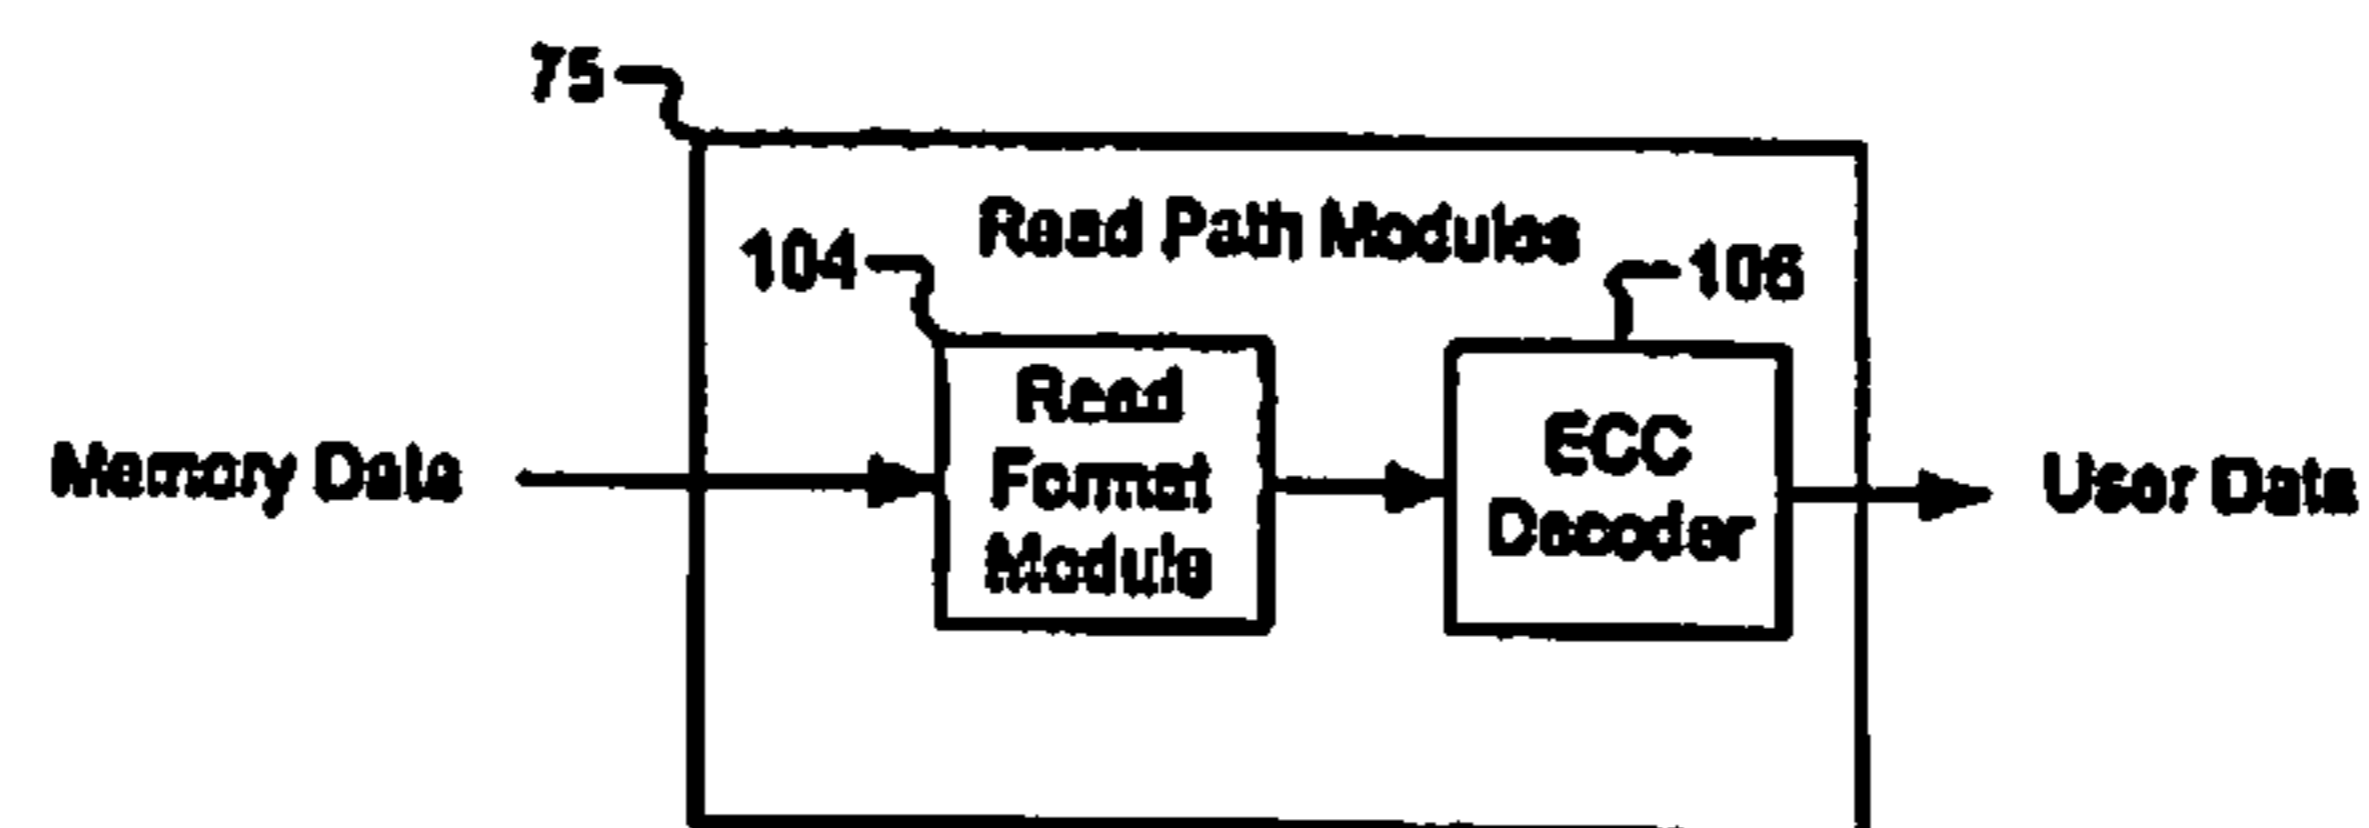 75
Read Path Modules
104
106
Read
Format
Module
ECC
Decoder
Memory Data
User Data